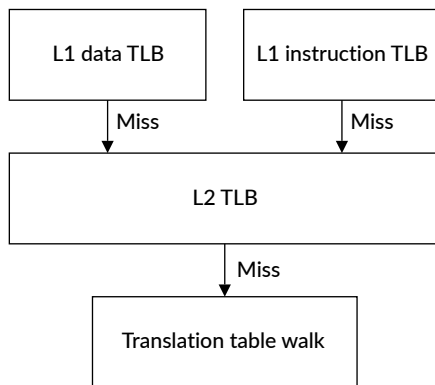 L1 data TLB
L1 instruction TLB
Miss
Miss
L2 TLB
Miss
Translation table walk